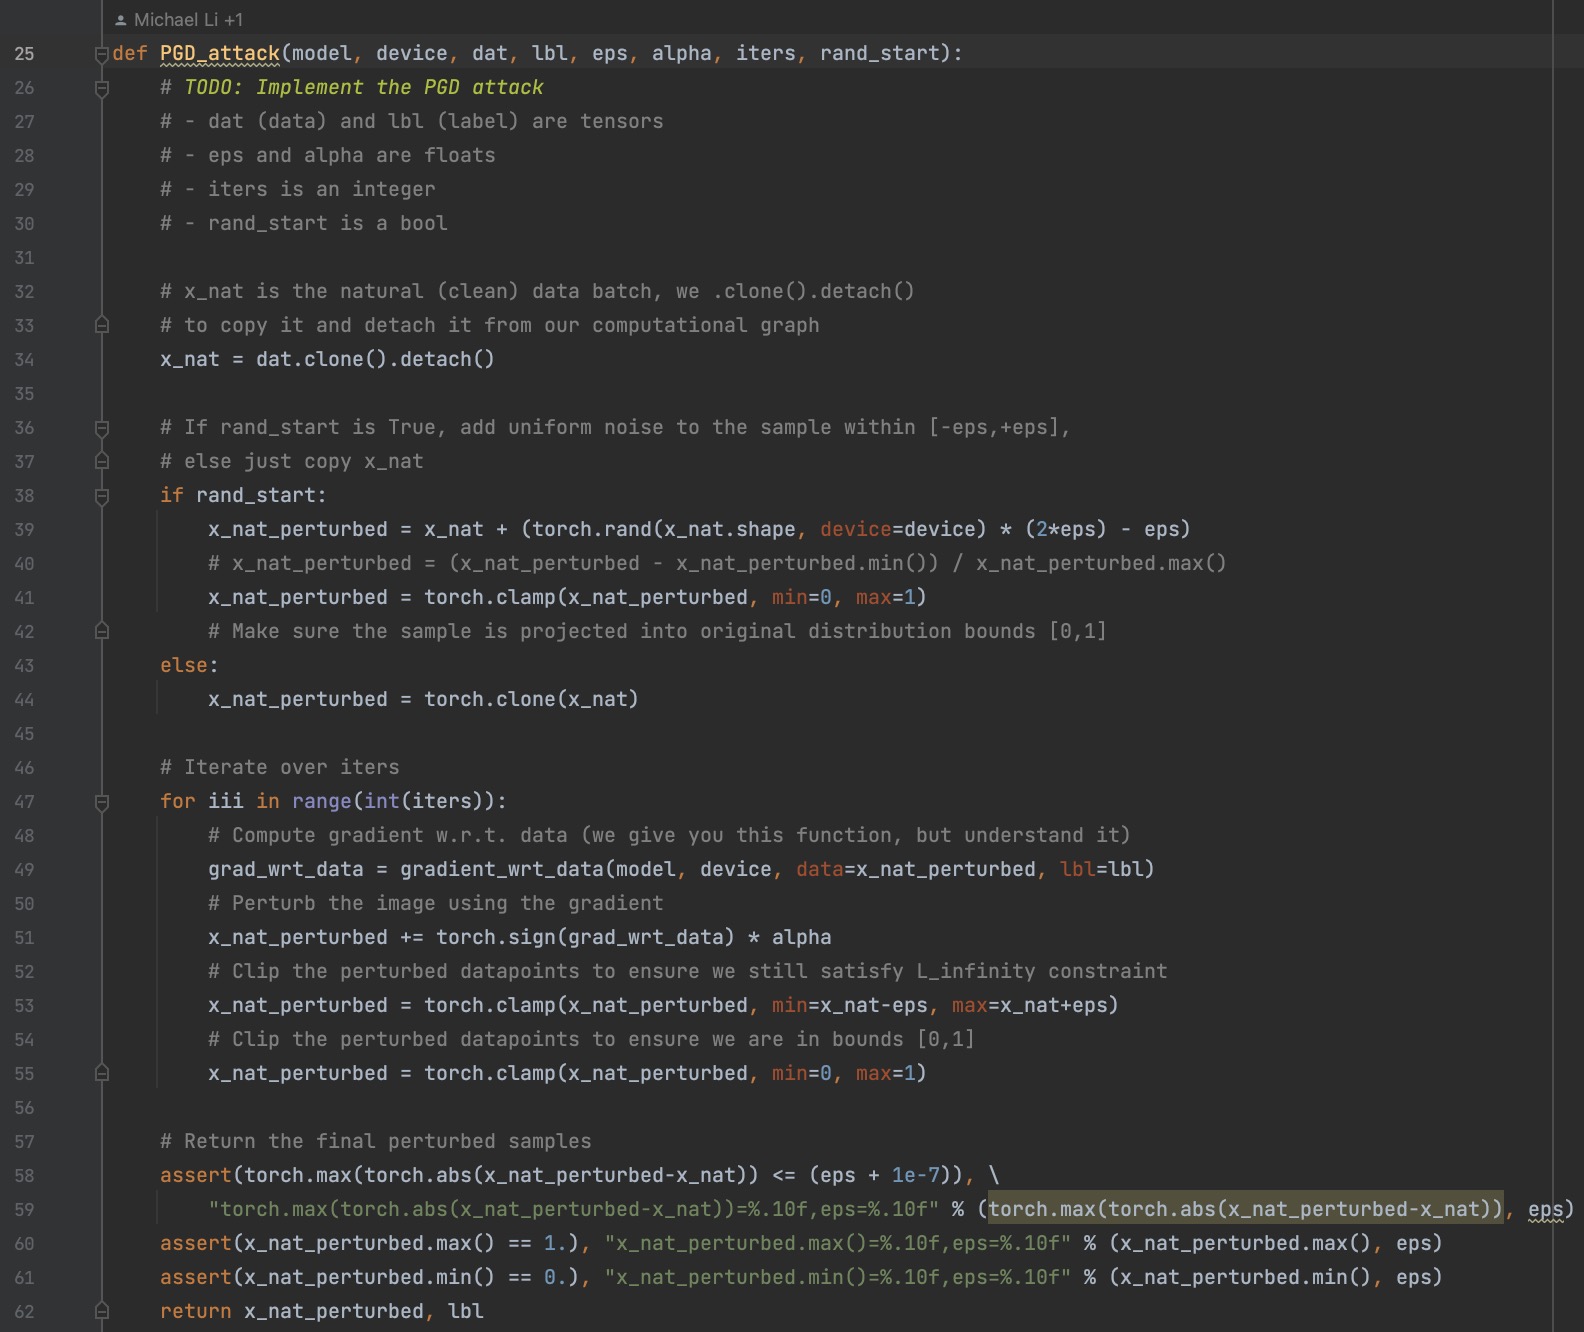 Michael Li +1
25 def PGD_attack(model, device, dat, lbl, eps, alpha, iters, rand_start):
26 # TODO: Implement the PGD attack
27 # - dat (data) and lbl (label) are tensors
28 # - eps and alpha are floats
29 # - iters is an integer
30 # - rand_start is a bool
31
32 # x_nat is the natural (clean) data batch, we .clone().detach()
33 # to copy it and detach it from our computational graph
34 x_nat = dat.clone().detach()
35
36 # If rand_start is True, add uniform noise to the sample within [-eps,+eps],
37 # else just copy x_nat
38 if rand_start:
39 x_nat_perturbed = x_nat + (torch.rand(x_nat.shape, device=device) * (2*eps) - eps)
40 # x_nat_perturbed = (x_nat_perturbed - x_nat_perturbed.min()) / x_nat_perturbed.max()
41 x_nat_perturbed = torch.clamp(x_nat_perturbed, min=0, max=1)
42 # Make sure the sample is projected into original distribution bounds [0,1]
43 else:
44 x_nat_perturbed = torch.clone(x_nat)
45
46 # Iterate over iters
47 for iii in range(int(iters)):
48 # Compute gradient w.r.t. data (we give you this function, but understand it)
49 grad_wrt_data = gradient_wrt_data(model, device, data=x_nat_perturbed, lbl=lbl)
50 # Perturb the image using the gradient
51 x_nat_perturbed += torch.sign(grad_wrt_data) * alpha
52 # Clip the perturbed datapoints to ensure we still satisfy L_infinity constraint
53 x_nat_perturbed = torch.clamp(x_nat_perturbed, min=x_nat-eps, max=x_nat+eps)
54 # Clip the perturbed datapoints to ensure we are in bounds [0,1]
55 x_nat_perturbed = torch.clamp(x_nat_perturbed, min=0, max=1)
56
57 # Return the final perturbed samples
58 assert(torch.max(torch.abs(x_nat_perturbed-x_nat)) <= (eps + 1e-7)), \
59 "torch.max(torch.abs(x_nat_perturbed-x_nat))=%.10f,eps=%.10f" % (torch.max(torch.abs(x_nat_perturbed-x_nat)), eps)
60 assert(x_nat_perturbed.max() == 1.), "x_nat_perturbed.max()=%.10f,eps=%.10f" % (x_nat_perturbed.max(), eps)
61 assert(x_nat_perturbed.min() == 0.), "x_nat_perturbed.min()=%.10f,eps=%.10f" % (x_nat_perturbed.min(), eps)
62 return x_nat_perturbed, lbl